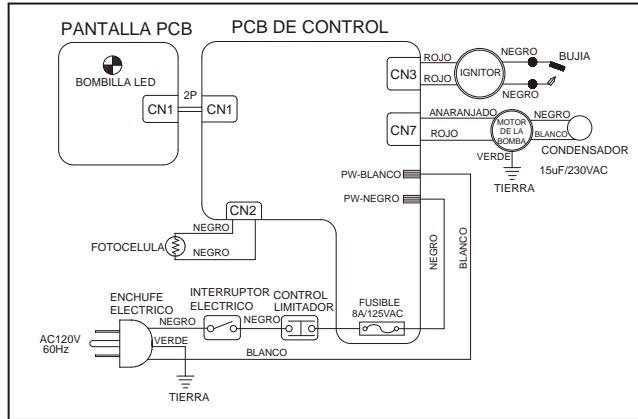 PANTALLA PCB
PCB DE CONTROL
BOMBILLA LED
CN1
2P
CN1
CN3
ROJO
ROJO
IGNITOR
NEGRO
NEGRO
BUJIA
CN7
ANARANJADO
ROJO
MOTOR
DE LA
BOMBA
NEGRO
BLANCO
CONDENSADOR
15uF/230VAC
VERDE
TIERRA
PW-BLANCO
PW-NEGRO
CN2
NEGRO
NEGRO
FOTOCELULA
NEGRO
BLANCO
ENCHUFE
ELECTRICO
INTERRUPTOR
ELECTRICO
CONTROL
LIMITADOR
FUSIBLE
8A/125VAC
NEGRO
NEGRO
AC120V
60Hz
VERDE
BLANCO
TIERRA